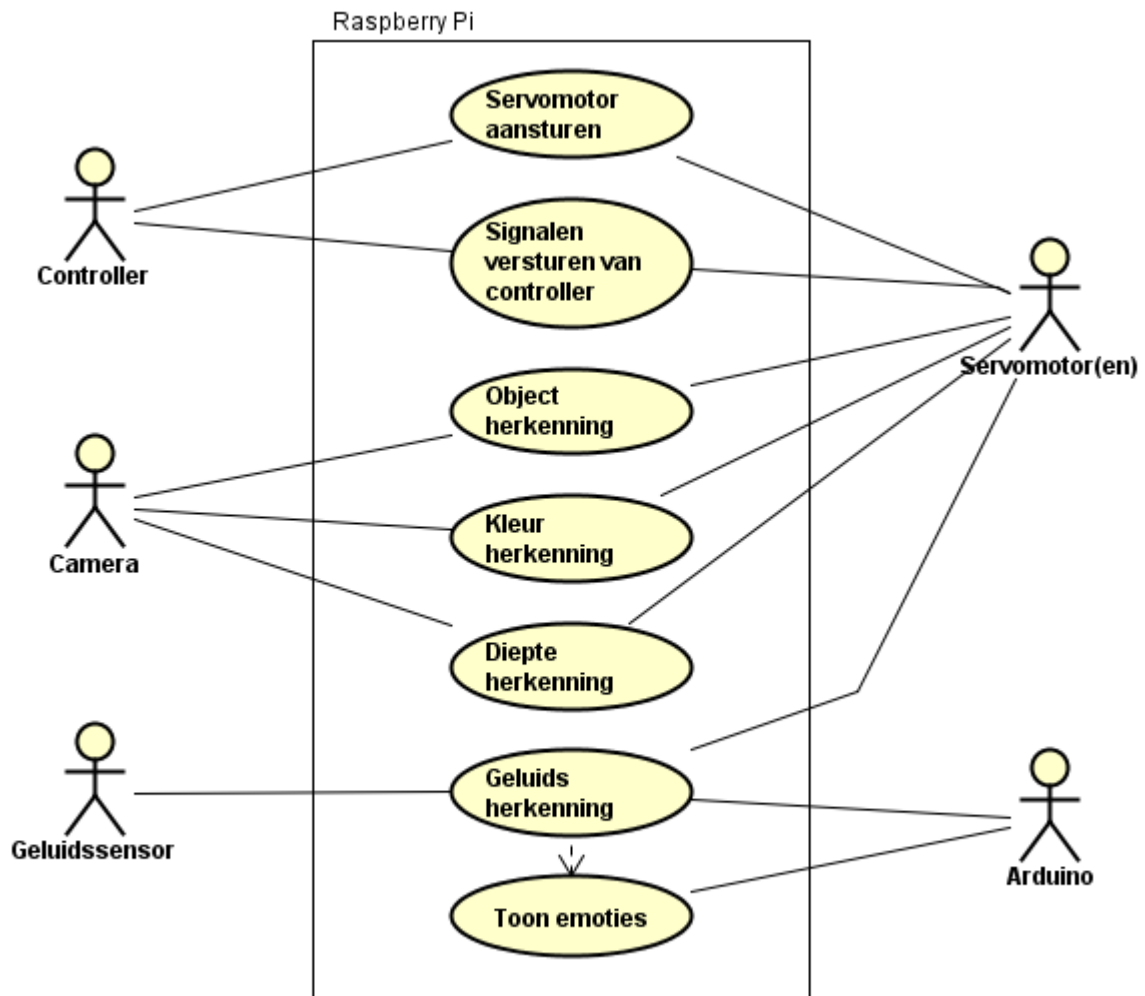 Raspberry Pi
Servomotor
aansturen
Controller
Signalen
versturen van
controller
Servomotor(en)
Object
herkenning
Camera
Kleur
herkenning
Diepte
herkenning
Geluidssensor
Geluids
herkenning
Arduino
Toon emoties